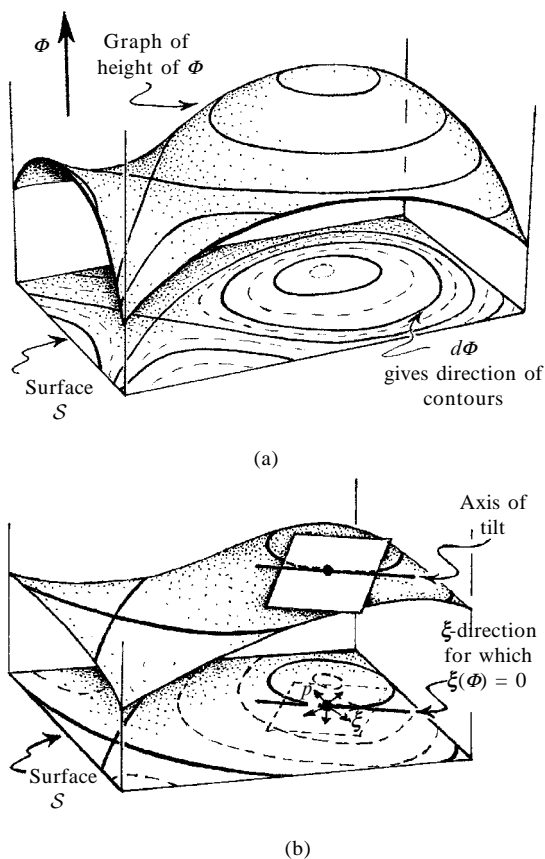 Φ
Graph of
height of Φ
dΦ
gives direction of
contours
Surface
𝒮
(a)
Axis of
tilt
ξ-direction
for which
ξ(Φ) = 0
p
ξ
Surface
𝒮
(b)